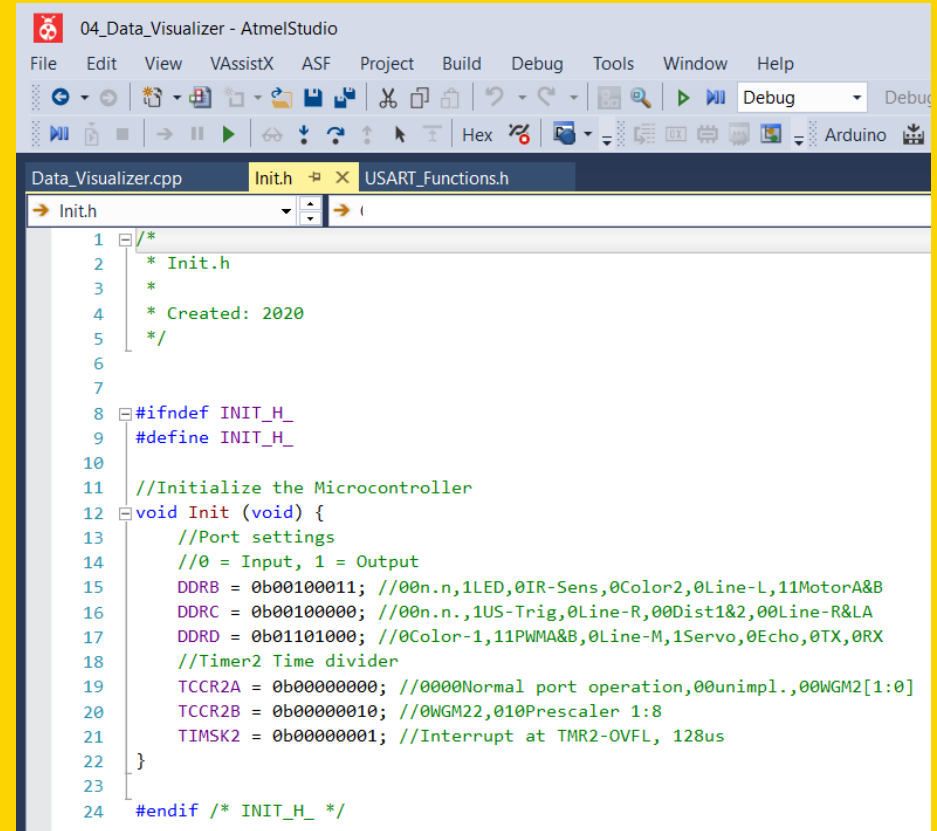 04_Data_Visualizer - AtmelStudio
File Edit View VAssistX ASF Project Build Debug Tools Window Help
Debug Debug
Hex Arduino
Data_Visualizer.cpp Init.h USART_Functions.h
Init.h (
1 /*
2  * Init.h
3  *
4  * Created: 2020
5  */
6
7
8 #ifndef INIT_H_
9 #define INIT_H_
10
11 //Initialize the Microcontroller
12 void Init (void) {
13     //Port settings
14     //0 = Input, 1 = Output
15     DDRB = 0b00100011; //00n.n,1LED,0IR-Sens,0Color2,0Line-L,11MotorA&B
16     DDRC = 0b00100000; //00n.n.,1US-Trig,0Line-R,00Dist1&2,00Line-R&LA
17     DDRD = 0b01101000; //0Color-1,11PWMA&B,0Line-M,1Servo,0Echo,0TX,0RX
18     //Timer2 Time divider
19     TCCR2A = 0b00000000; //0000Normal port operation,00unimpl.,00WGM2[1:0]
20     TCCR2B = 0b00000010; //0WGM22,010Prescaler 1:8
21     TIMSK2 = 0b00000001; //Interrupt at TMR2-OVFL, 128us
22 }
23
24 #endif /* INIT_H_ */